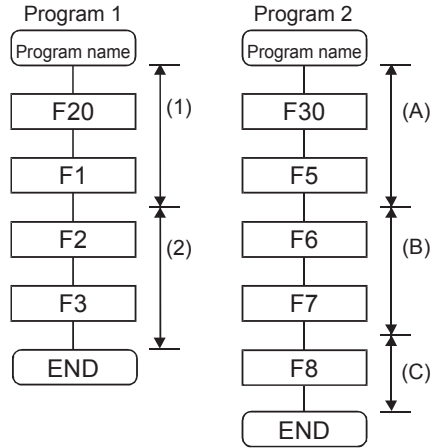 Program 1
Program name
F20
(1)
F1
F2
(2)
F3
END
Program 2
Program name
F30
(A)
F5
F6
(B)
F7
F8
(C)
END